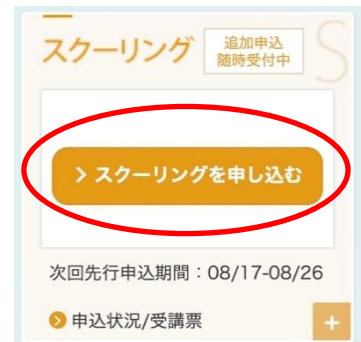 スクーリング
追加申込
随時受付中
S
> スクーリングを申し込む
次回先行申込期間：08/17-08/26
申込状況/受講票
+